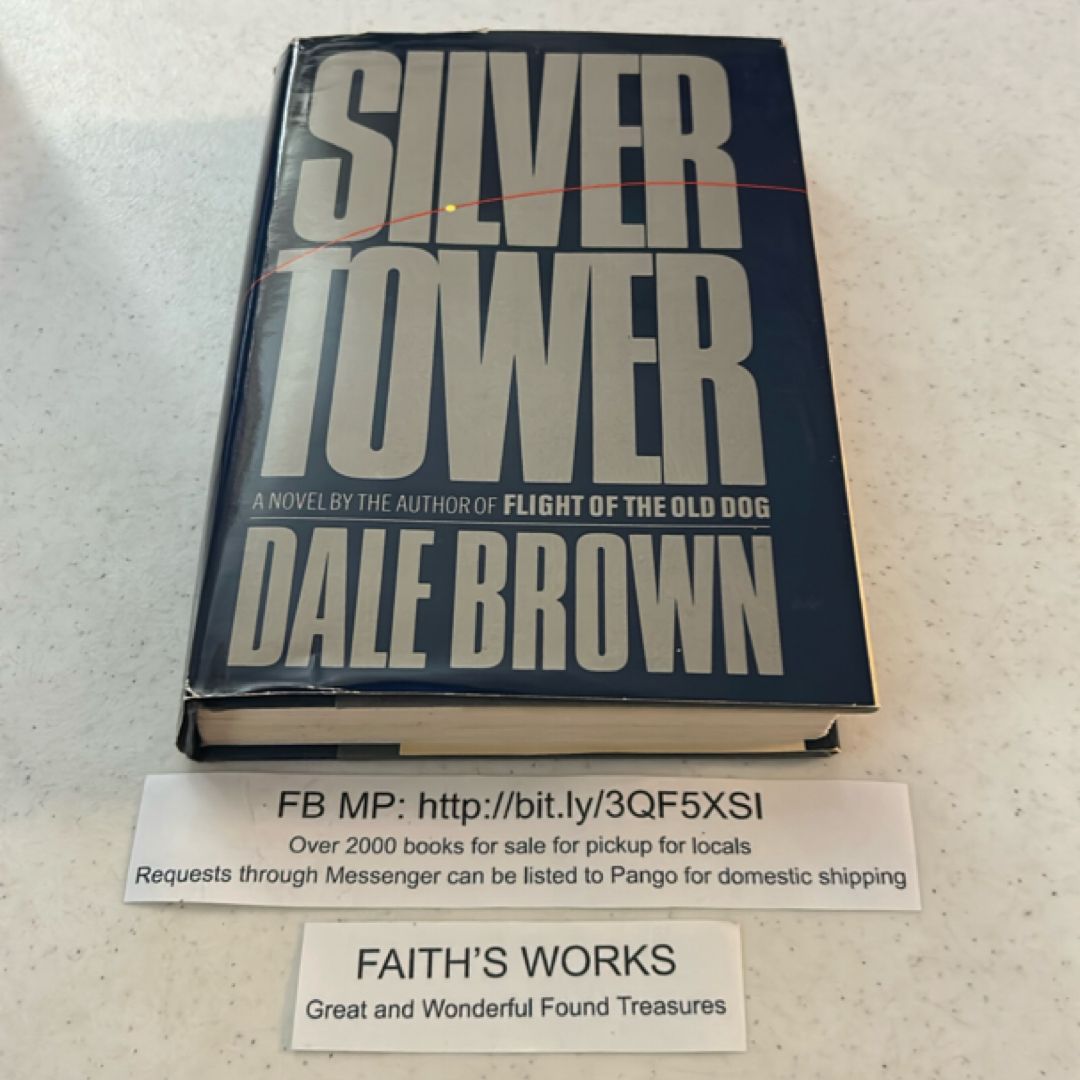 SILVER
TOWER
A NOVEL BY THE AUTHOR OF FLIGHT OF THE OLD DOG
DALE BROWN
FB MP: http://bit.ly/3QF5XSI
Over 2000 books for sale for pickup for locals
Requests through Messenger can be listed to Pango for domestic shipping
FAITH'S WORKS
Great and Wonderful Found Treasures